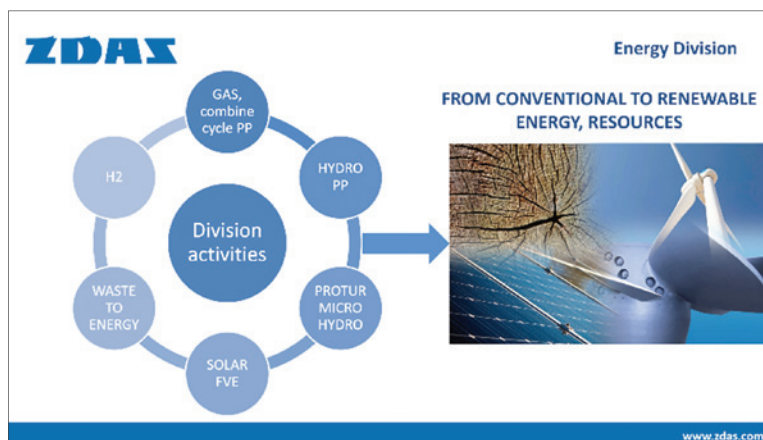 ZDAS
Energy Division
FROM CONVENTIONAL TO RENEWABLE
ENERGY, RESOURCES
GAS,
combine
cycle PP
HYDRO
PP
PROTUR
MICRO
HYDRO
SOLAR
FVE
WASTE
TO
ENERGY
H2
Division
activities
www.zdas.com